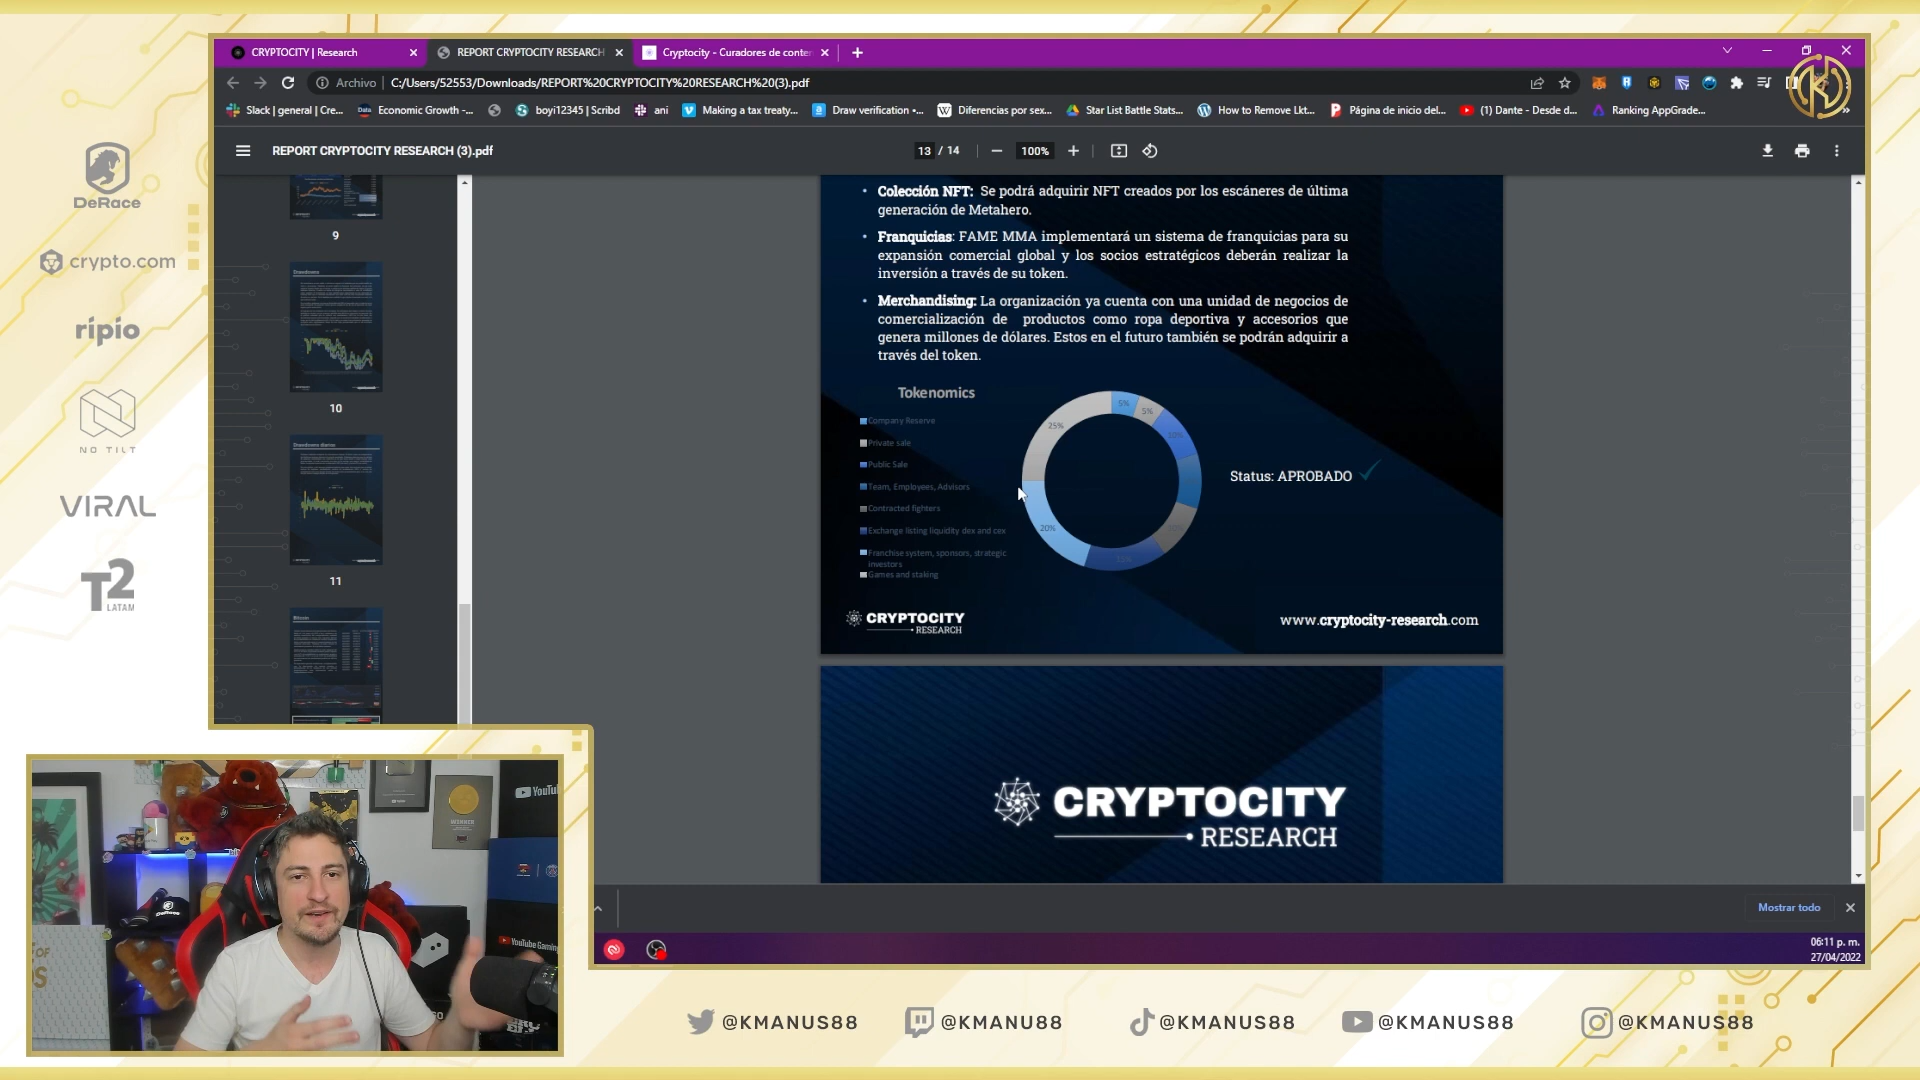 CRYPTOCITY | Research
REPORT CRYPTOCITY RESEARCH
Cryptocity - Curadores de conte
Archivo
C:/Users/52553/Downloads/REPORT%20CRYPTOCITY%20RESEARCH%20(3).pdf
Slack | general | Cre...
Economic Growth -...
boyi12345 | Scribd
ani
Making a tax treaty...
Draw verification •...
Diferencias por sex...
Star List Battle Stats...
How to Remove Lkt...
Página de inicio del...
(1) Dante - Desde d...
Ranking AppGrade...
REPORT CRYPTOCITY RESEARCH (3).pdf
13 / 14
100%
9
10
11
• Colección NFT: Se podrá adquirir NFT creados por los escáneres de última
generación de Metahero.
• Franquicias: FAME MMA implementará un sistema de franquicias para su
expansión comercial global y los socios estratégicos deberán realizar la
inversión a través de su token.
• Merchandising: La organización ya cuenta con una unidad de negocios de
comercialización de productos como ropa deportiva y accesorios que
genera millones de dólares. Estos en el futuro también se podrán adquirir a
través del token.
Tokenomics
Company Reserve
Private sale
Public Sale
Team, Employees, Advisors
Contracted fighters
Exchange listing liquidity dex and cex
Franchise system, sponsors, strategic
investors
Games and staking
5%
5%
10%
20%
25%
Status: APROBADO
CRYPTOCITY
RESEARCH
www.cryptocity-research.com
CRYPTOCITY
RESEARCH
Mostrar todo
06:11 p. m.
27/04/2022
DeRace
crypto.com
ripio
NO TILT
VIRAL
T2
LATAM
WINNER
YouTu
YouTube Gamin
DeRace
@KMANUS88
@KMANU88
@KMANUS88
@KMANUS88
@KMANUS88